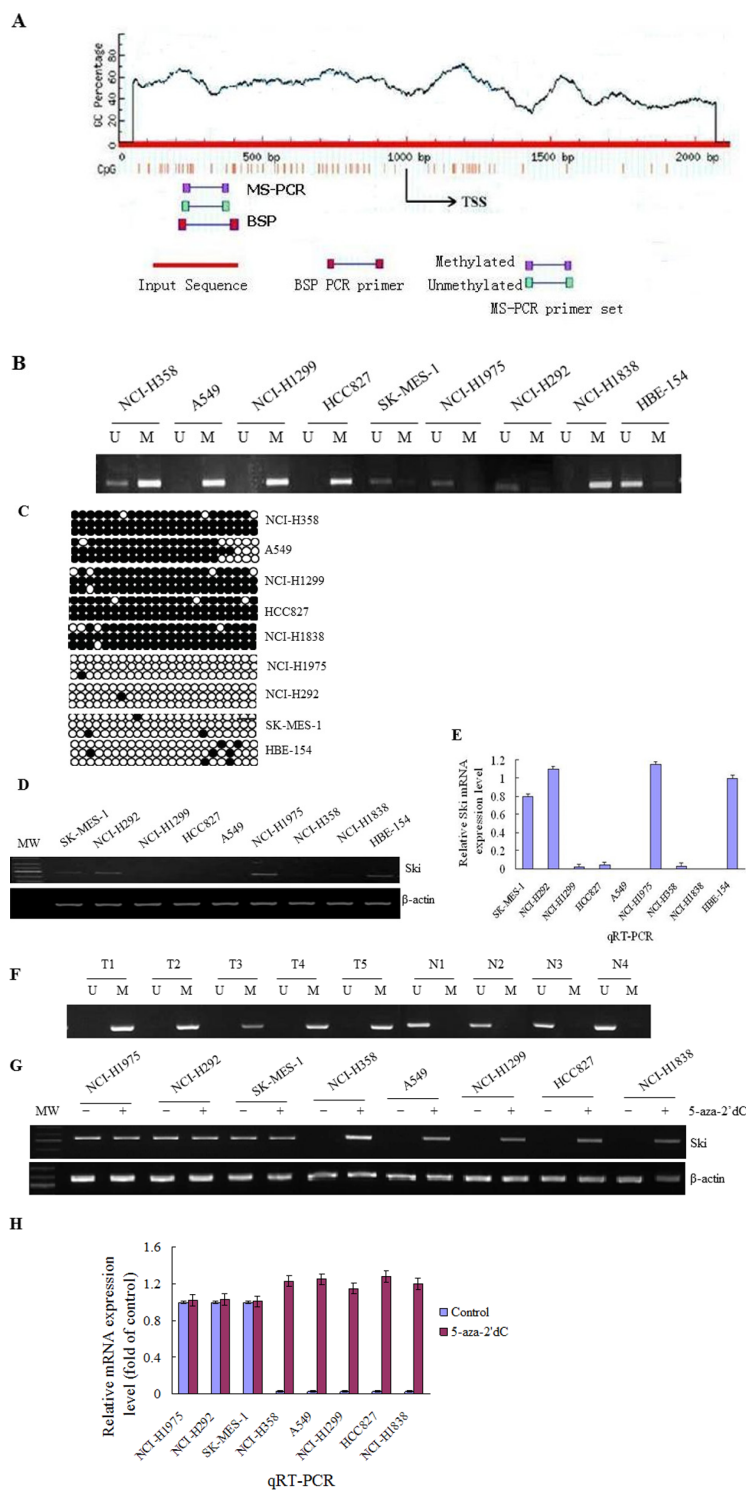 A
GC Percentage
80
60
40
20
0
0 500 bp 1000 bp 1500 bp 2000 bp
CpG
MS-PCR
TSS
BSP
Input Sequence
BSP PCR primer
Methylated
Unmethylated
MS-PCR primer set
B
NCI-H358 A549 NCI-H1299 HCC827 SK-MES-1 NCI-H1975 NCI-H292 NCI-H1838 HBE-154
U M U M U M U M U M U M U M U M U M
C
NCI-H358
A549
NCI-H1299
HCC827
NCI-H1838
NCI-H1975
NCI-H292
SK-MES-1
HBE-154
D
MW SK-MES-1 NCI-H292 NCI-H1299 HCC827 A549 NCI-H1975 NCI-H358 NCI-H1838 HBE-154
Ski
β-actin
E
Relative Ski mRNA
expression level
1.2
1
0.8
0.6
0.4
0.2
0
SK-MES-1 NCI-H292 NCI-H1299 HCC827 A549 NCI-H1975 NCI-H358 NCI-H1838 HBE-154
qRT-PCR
F
T1 T2 T3 T4 T5 N1 N2 N3 N4
U M U M U M U M U M U M U M U M U M
G
NCI-H1975 NCI-H292 SK-MES-1 NCI-H358 A549 NCI-H1299 HCC827 NCI-H1838
MW − + − + − + − + − + − + − + − + 5-aza-2'dC
Ski
β-actin
H
Relative mRNA expression
level (fold of control)
1.6
1.2
0.8
0.4
0
Control
5-aza-2'dC
NCI-H1975 NCI-H292 SK-MES-1 NCI-H358 A549 NCI-H1299 HCC827 NCI-H1838
qRT-PCR